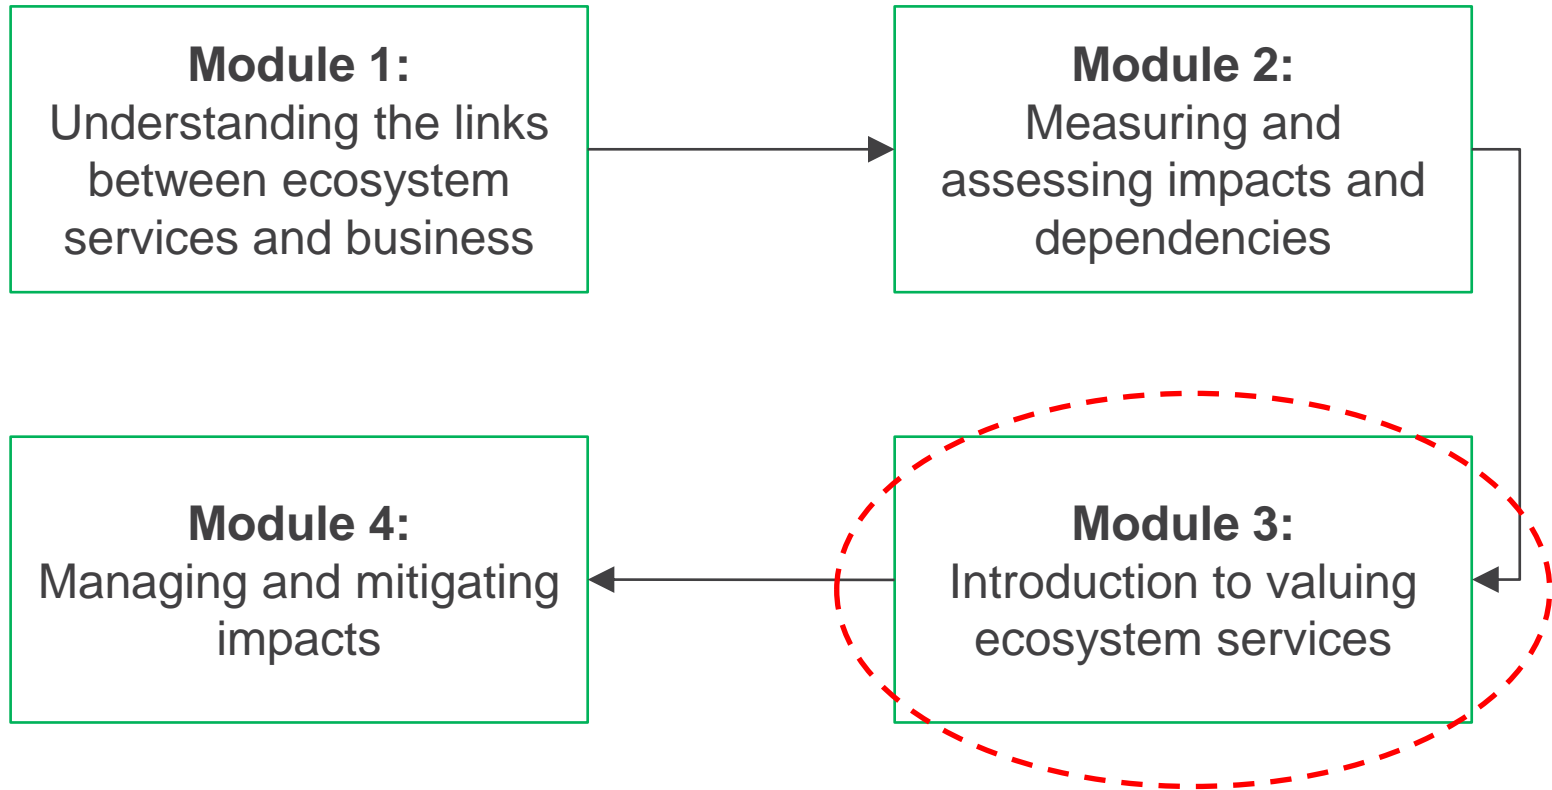 Module 1:
Understanding the links
between ecosystem
services and business
Module 2:
Measuring and
assessing impacts and
dependencies
Module 3:
Introduction to valuing
ecosystem services
Module 4:
Managing and mitigating
impacts